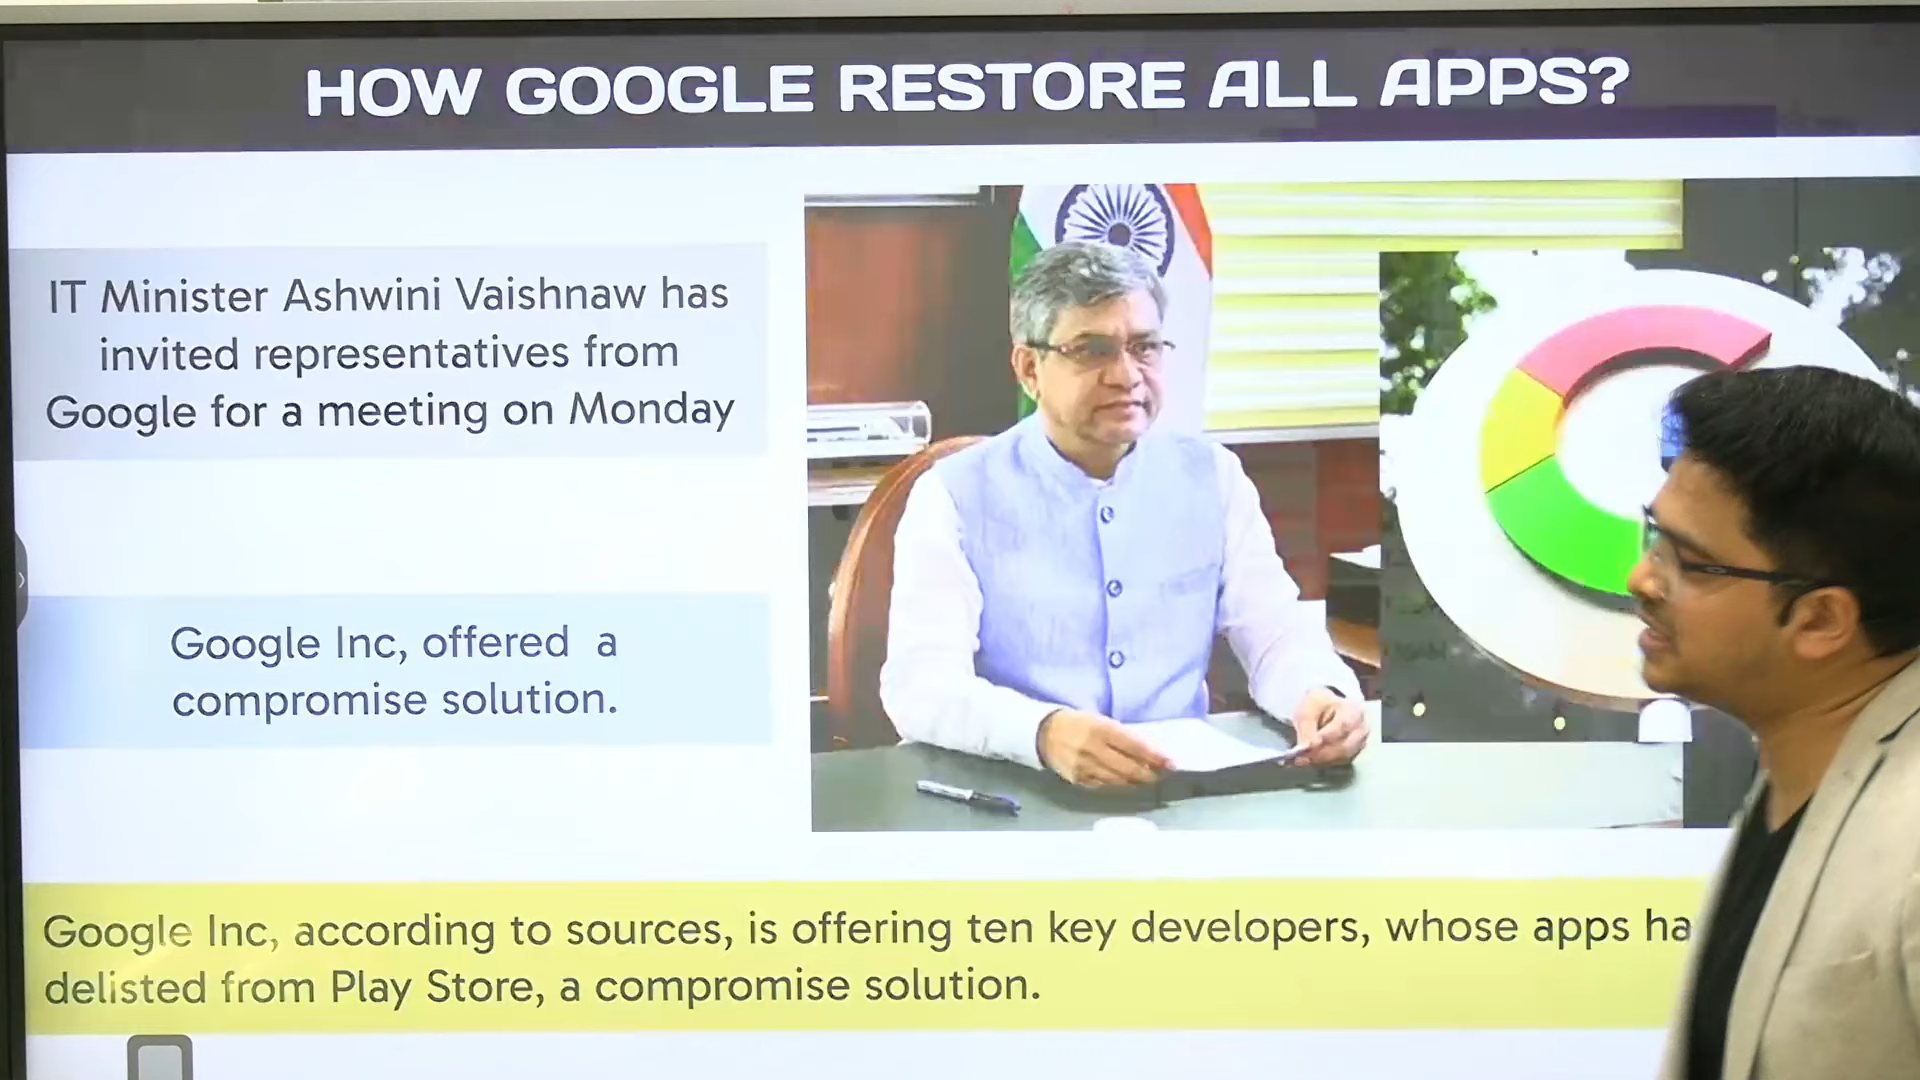 HOW GOOGLE RESTORE ALL APPS?
IT Minister Ashwini Vaishnaw has
invited representatives from
Google for a meeting on Monday
Google Inc, offered a
compromise solution.
Google Inc, according to sources, is offering ten key developers, whose apps ha
delisted from Play Store, a compromise solution.